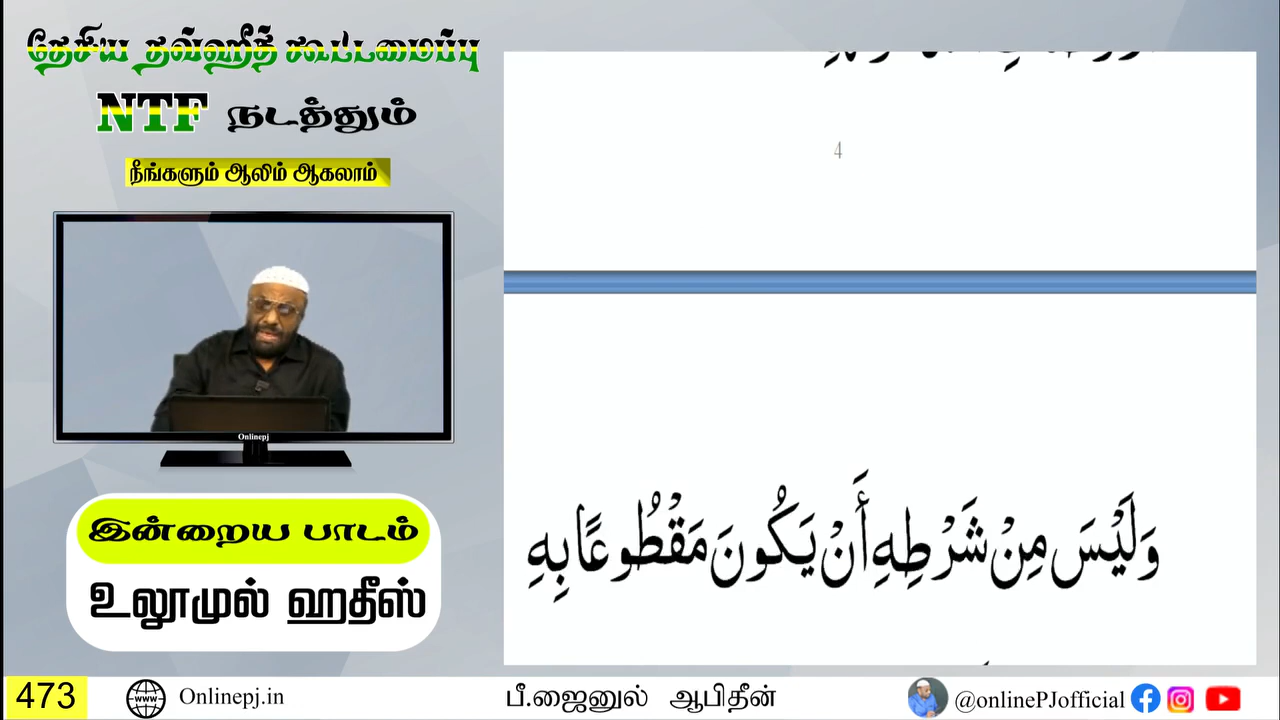 தேசிய தவ்ஹீத் கூட்டமைப்பு
NTF நடத்தும்
நீங்களும் ஆலிம் ஆகலாம்
Onlinepj
இன்றைய பாடம்
உலூமுல் ஹதீஸ்
4
وَلَيْسَ مِنْ شَرْطِهِ أَنْ يَكُونَ مَقْطُوعًا بِهِ
473
www
Onlinepj.in
பீ.ஜைனுல் ஆபிதீன்
@onlinePJofficial